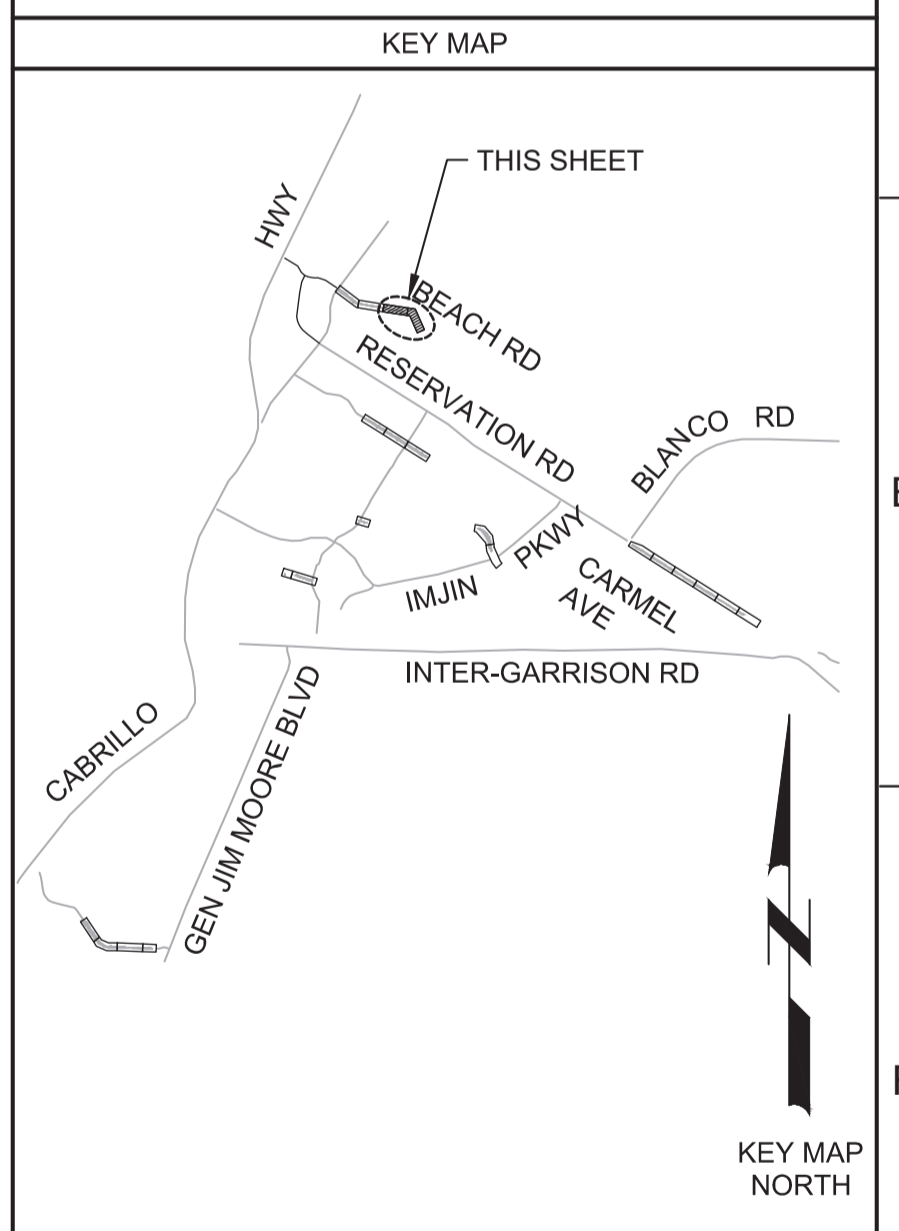 KEY MAP
THIS SHEET
HWY
BEACH RD
RESERVATION RD
BLANCO RD
IMJIN PKWY
CARMEL
AVE
INTER-GARRISON RD
CABRILLO
GEN JIM MOORE BLVD
N
KEY MAP
NORTH